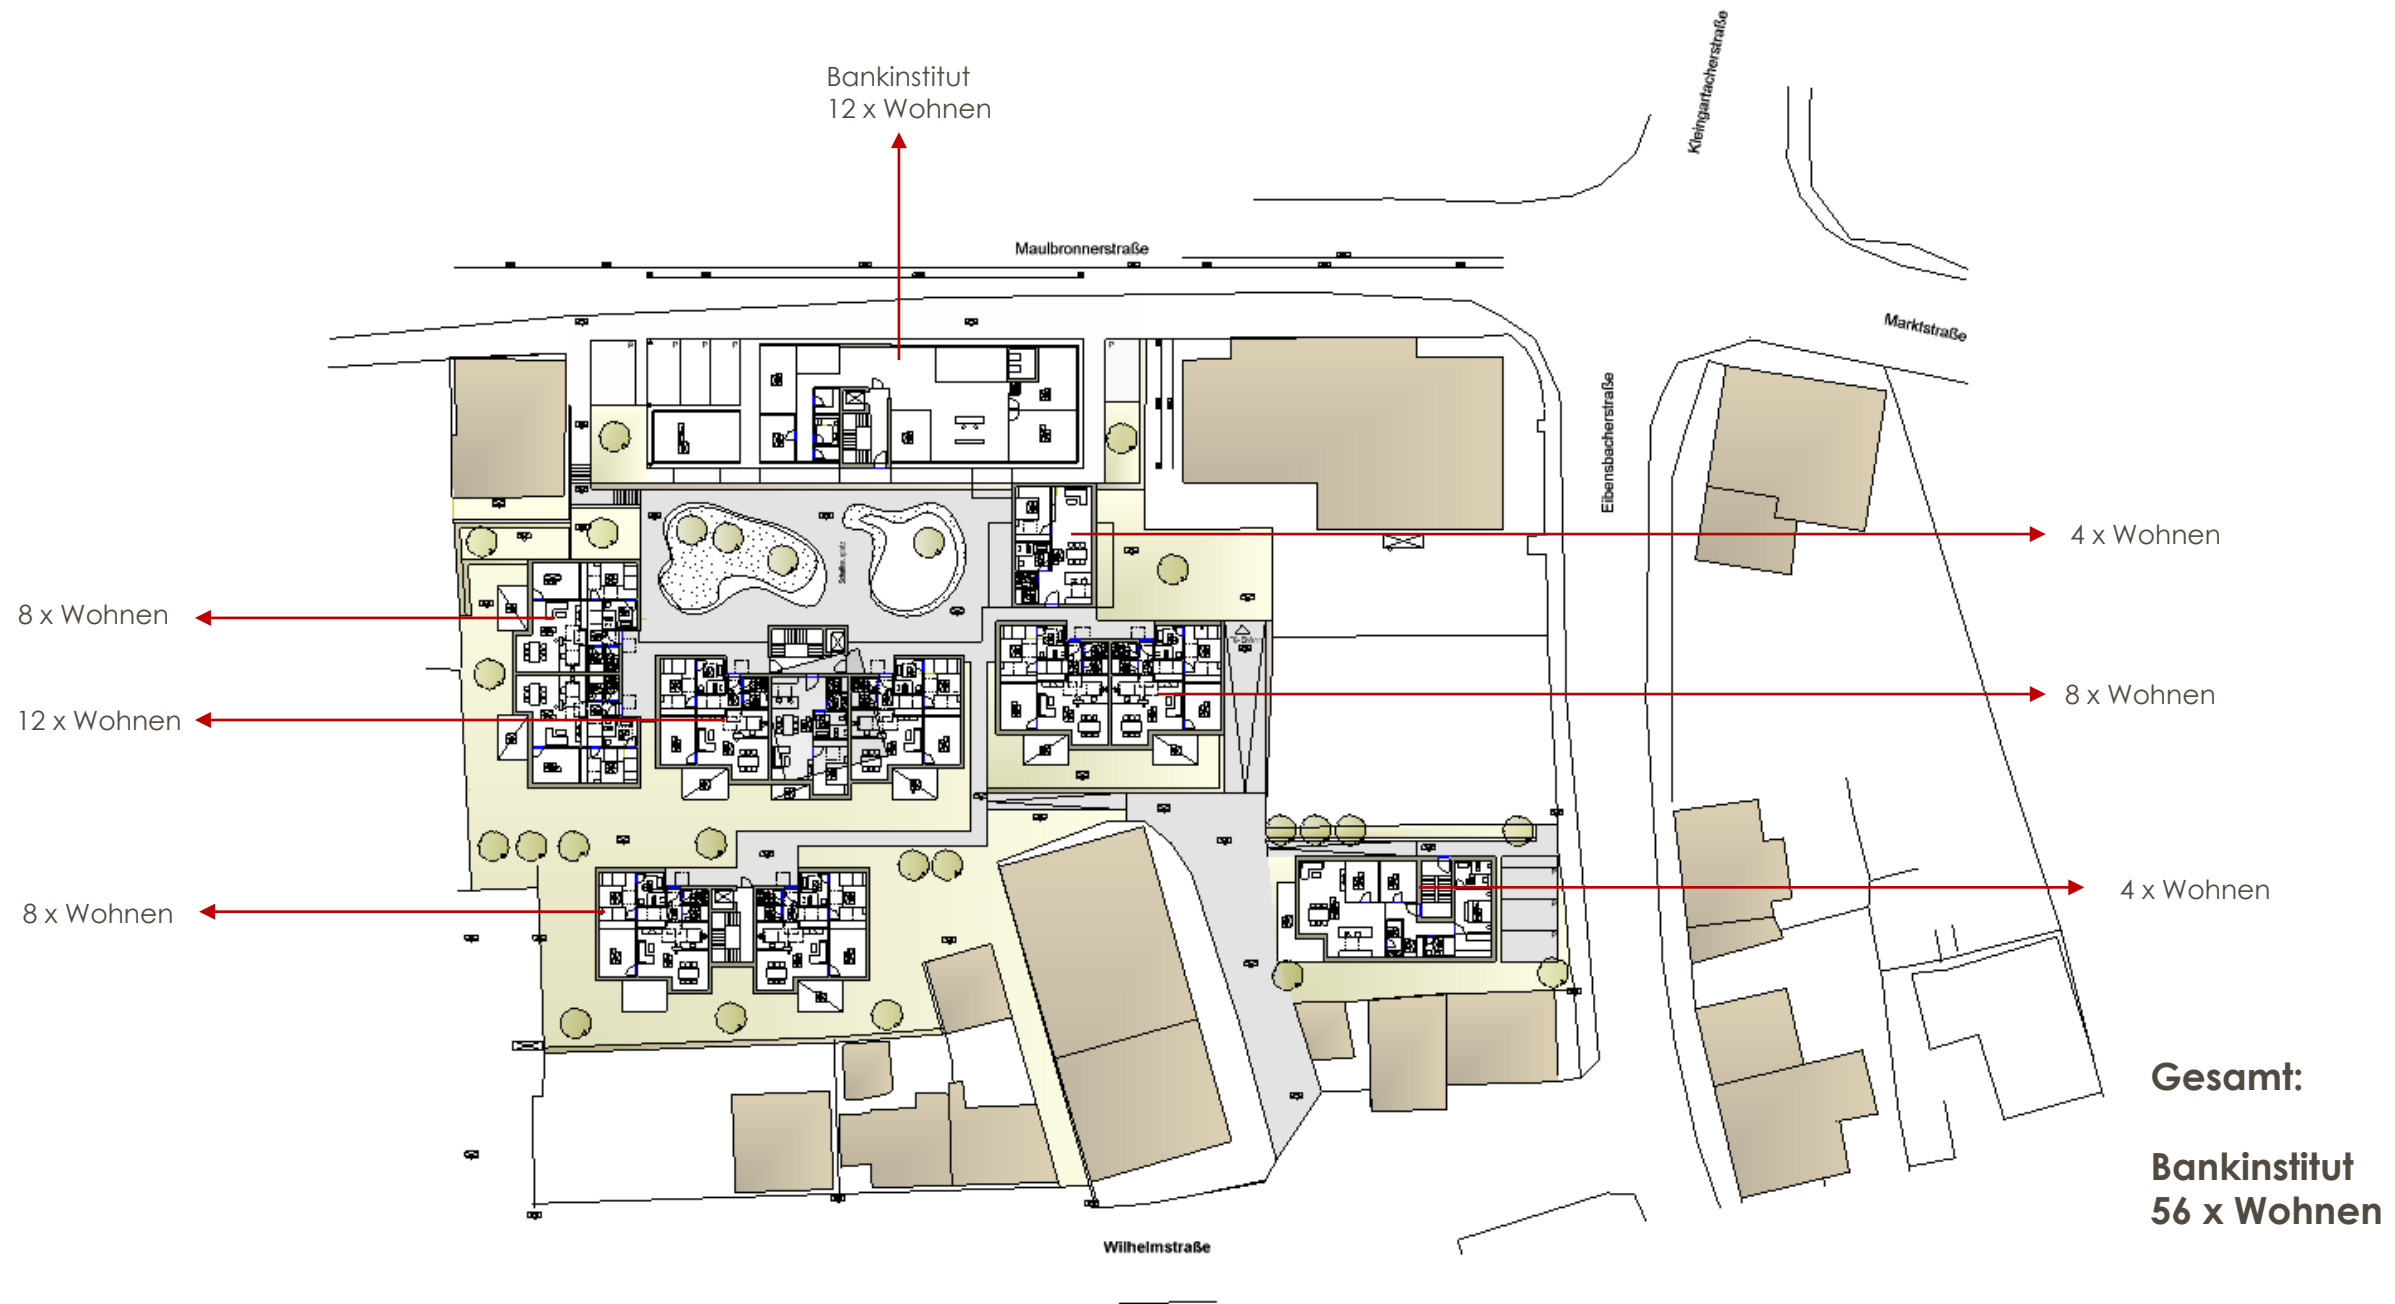 Kleingartacherstraße
Bankinstitut
12 x Wohnen
Maulbronnerstraße
Marktstraße
Eibensbacherstraße
4 x Wohnen
8 x Wohnen
8 x Wohnen
12 x Wohnen
4 x Wohnen
8 x Wohnen
Gesamt:
Bankinstitut
56 x Wohnen
Wilhelmstraße